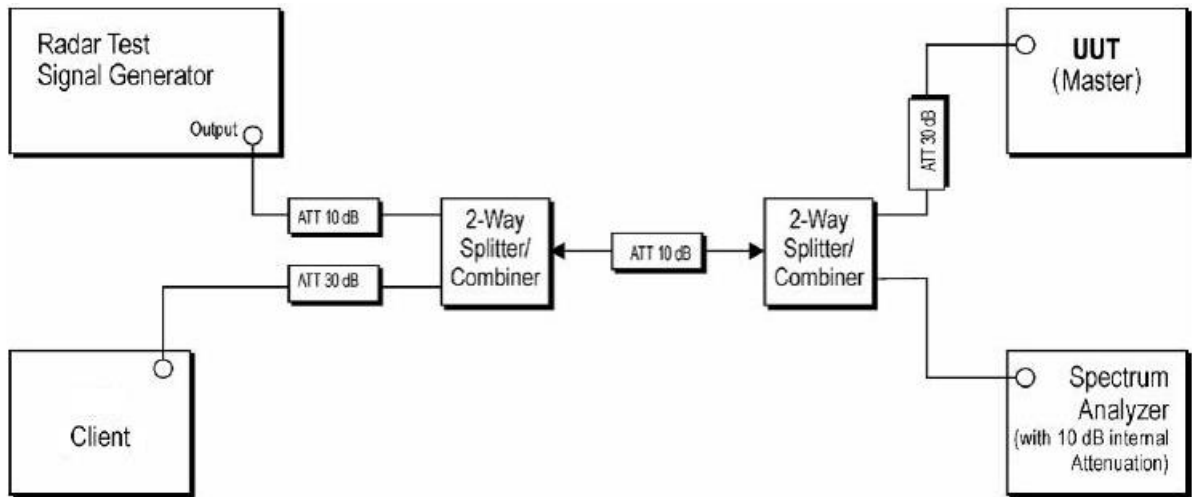 Radar Test
Signal Generator
Output
UUT
(Master)
ATT 30 dB
ATT 10 dB
2-Way
Splitter/
Combiner
ATT 10 dB
2-Way
Splitter/
Combiner
ATT 30 dB
Client
Spectrum
Analyzer
(with 10 dB internal
Attenuation)